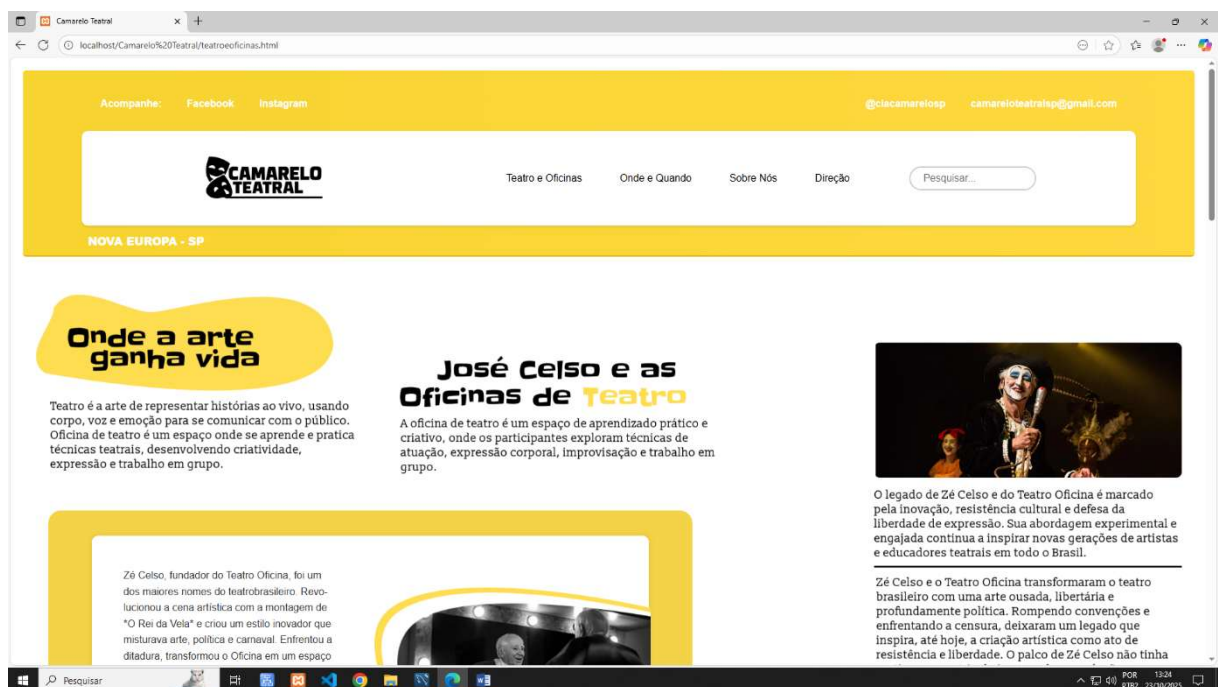 Camarelo Teatral
localhost/Camarelo%20Teatral/teatroeoficinas.html
Acompanhe: Facebook Instagram
@ciacamarelosp camareloteatralsp@gmail.com
CAMARELO
TEATRAL
Teatro e Oficinas Onde e Quando Sobre Nós Direção Pesquisar...
NOVA EUROPA - SP
Onde a arte
ganha vida
Teatro é a arte de representar histórias ao vivo, usando
corpo, voz e emoção para se comunicar com o público.
Oficina de teatro é um espaço onde se aprende e pratica
técnicas teatrais, desenvolvendo criatividade,
expressão e trabalho em grupo.
José Celso e as
Oficinas de Teatro
A oficina de teatro é um espaço de aprendizado prático e
criativo, onde os participantes exploram técnicas de
atuação, expressão corporal, improvisação e trabalho em
grupo.
Zé Celso, fundador do Teatro Oficina, foi um
dos maiores nomes do teatrobrasileiro. Revo-
lucionou a cena artística com a montagem de
"O Rei da Vela" e criou um estilo inovador que
misturava arte, política e carnaval. Enfrentou a
ditadura, transformou o Oficina em um espaço
O legado de Zé Celso e do Teatro Oficina é marcado
pela inovação, resistência cultural e defesa da
liberdade de expressão. Sua abordagem experimental e
engajada continua a inspirar novas gerações de artistas
e educadores teatrais em todo o Brasil.
Zé Celso e o Teatro Oficina transformaram o teatro
brasileiro com uma arte ousada, libertária e
profundamente política. Rompendo convenções e
enfrentando a censura, deixaram um legado que
inspira, até hoje, a criação artística como ato de
resistência e liberdade. O palco de Zé Celso não tinha
Pesquisar
POR 13:24
PTB2 23/10/2025